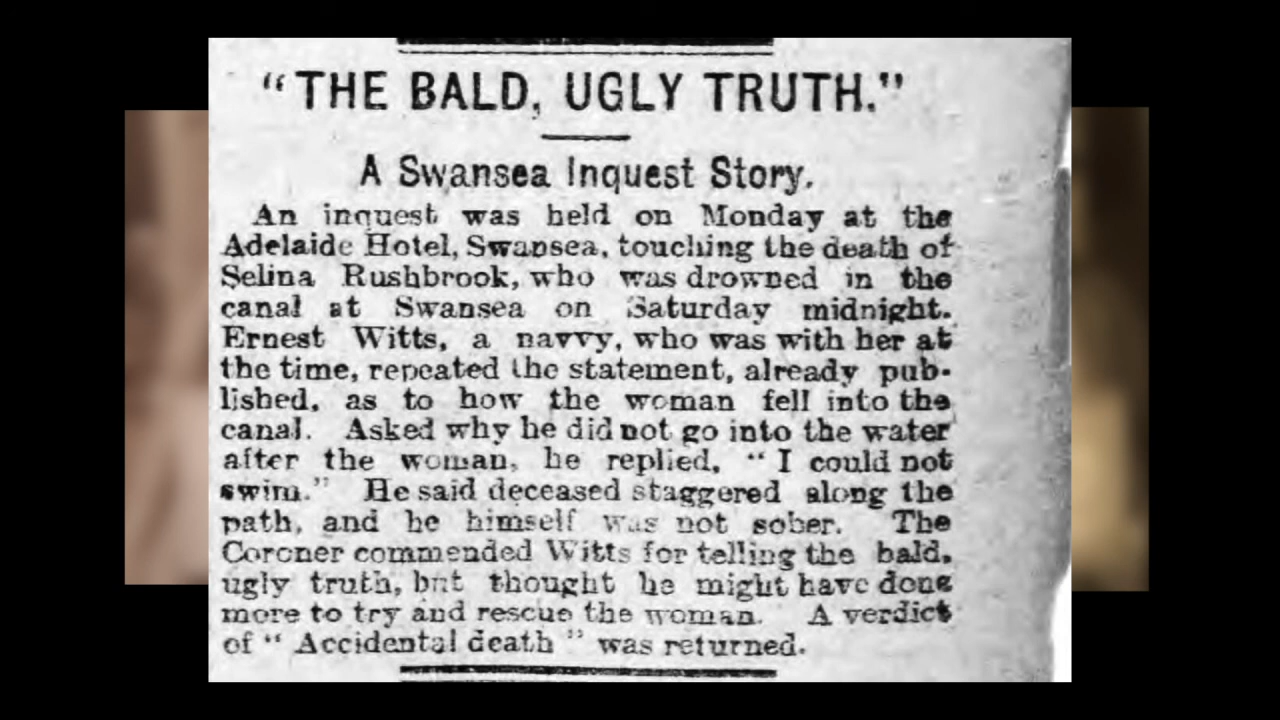 "THE BALD, UGLY TRUTH."
A Swansea Inquest Story.
An inquest was held on Monday at the
Adelaide Hotel, Swansea, touching the death of
Selina Rushbrook, who was drowned in the
canal at Swansea on Saturday midnight.
Ernest Witts, a navvy, who was with her at
the time, repeated the statement, already pub-
lished, as to how the woman fell into the
canal. Asked why he did not go into the water
after the woman, he replied, "I could not
swim." He said deceased staggered along the
path, and he himself was not sober. The
Coroner commended Witts for telling the bald,
ugly truth, but thought he might have done
more to try and rescue the woman. A verdict
of "Accidental death" was returned.